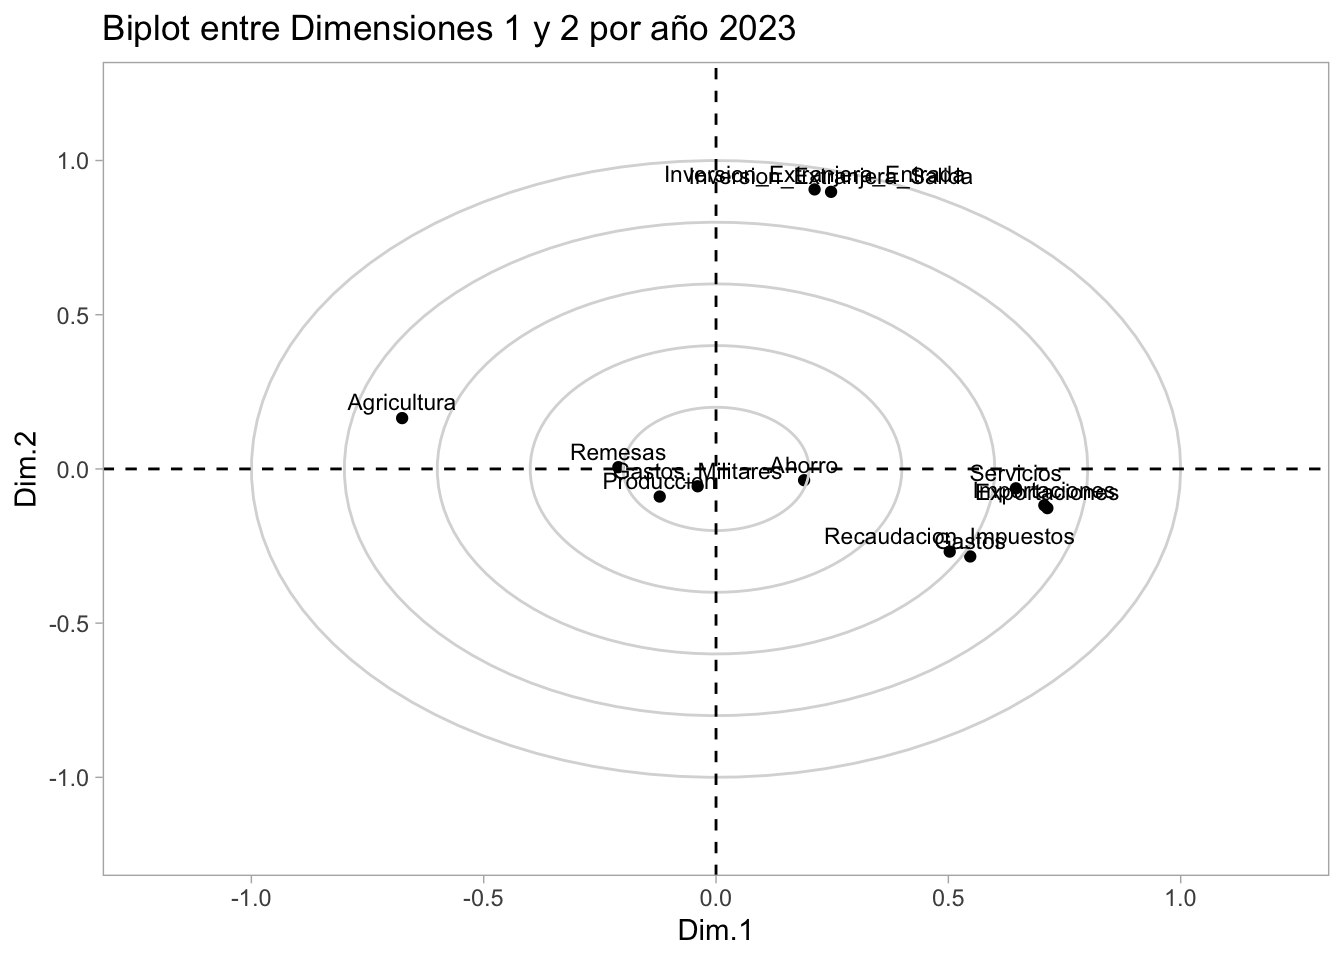 Biplot entre Dimensiones 1 y 2 por año 2023
1.0
Inversion_Extranjera_Entrada
Inversion_Extranjera_Salida
0.5
Agricultura
Remesas
Ahorro
0.0
Gastos_Militares
Servicios
Produccion
Importaciones
Exportaciones
Recaudacion_Impuestos
Gastos
-0.5
-1.0
-1.0
-0.5
0.0
0.5
1.0
Dim.1
Dim.2